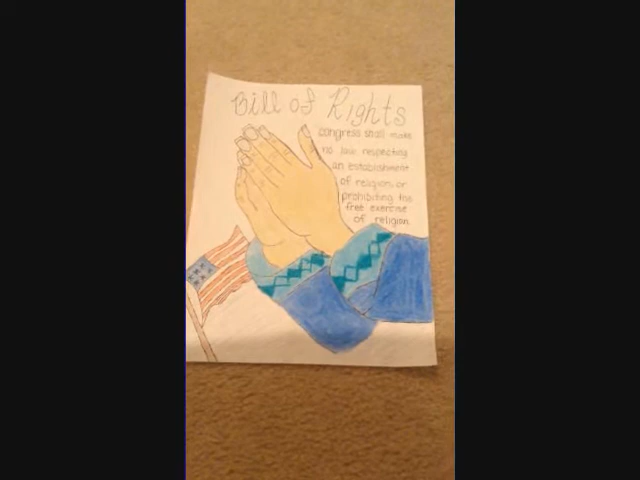 Bill of Rights
congress shall make
no law respecting
an establishment
of religion, or
prohibiting the
free exercise
of religion